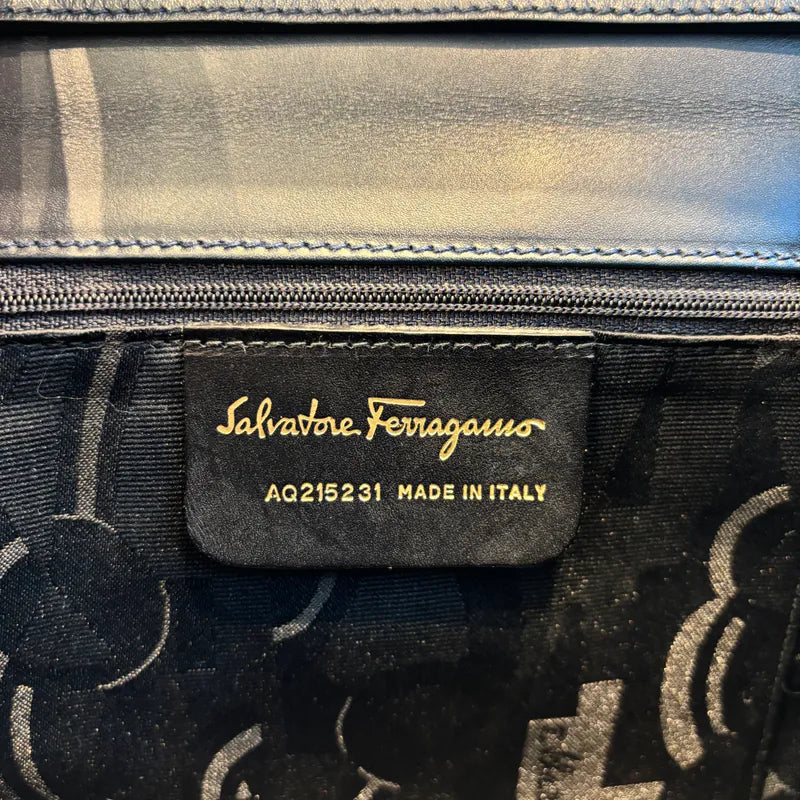 Salvatore Ferragamo
AQ215231 MADE IN ITALY